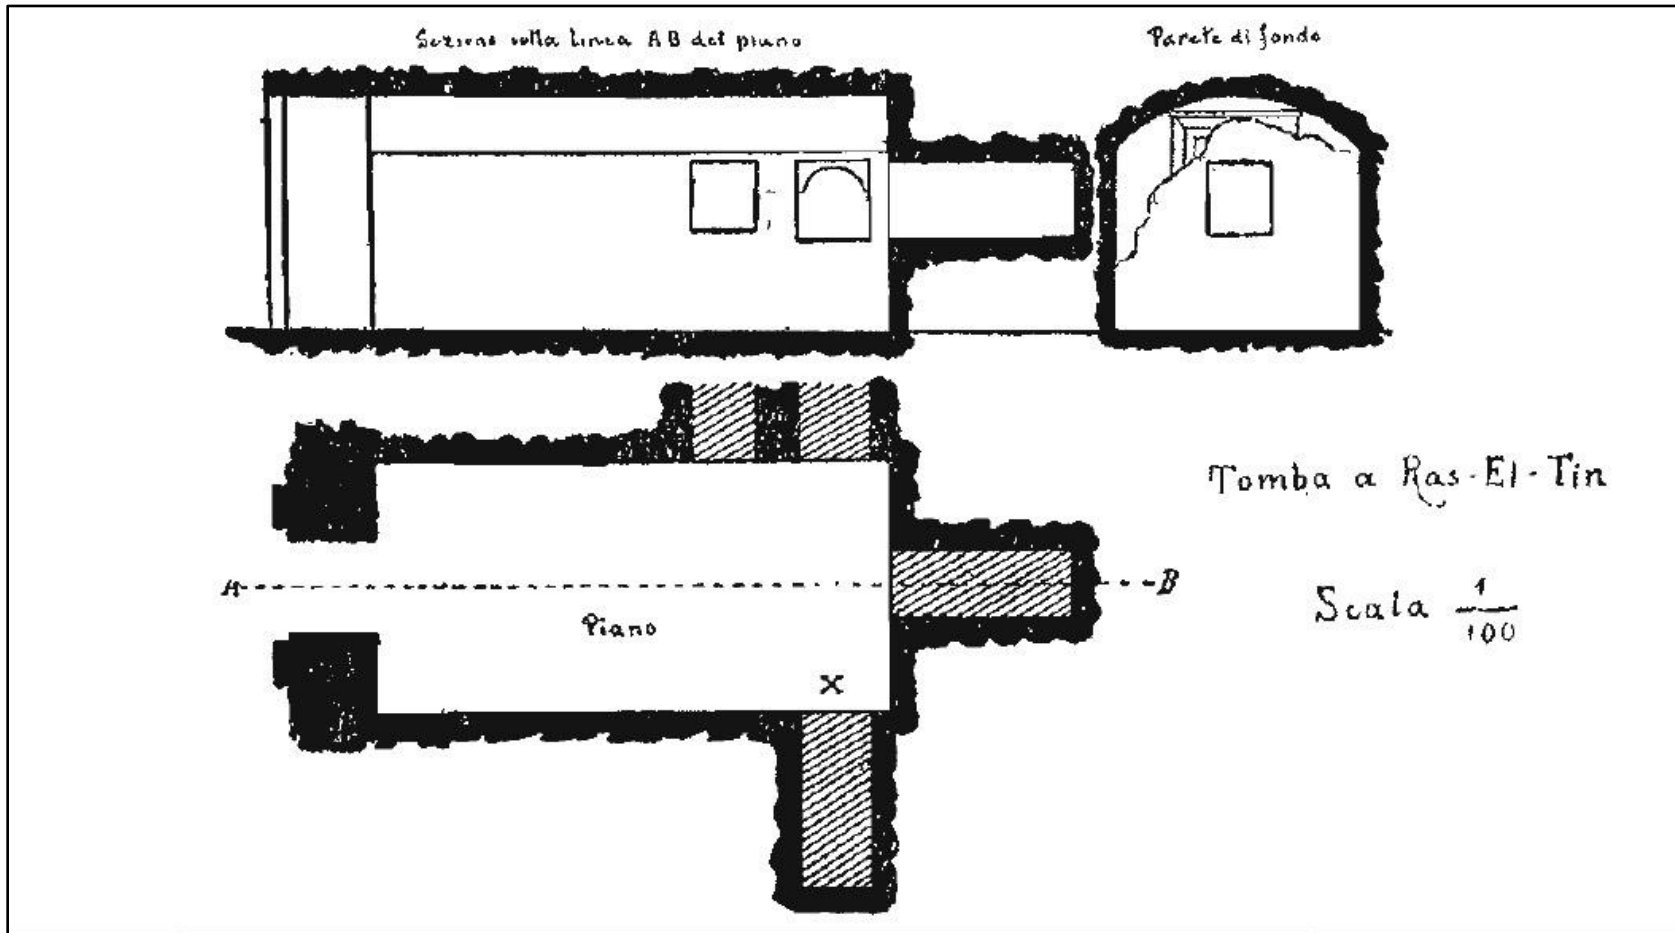 Sezione sulla linea AB del piano
Parete di fondo
A
B
Piano
X
Tomba a Ras-El-Tin
Scala 1/100